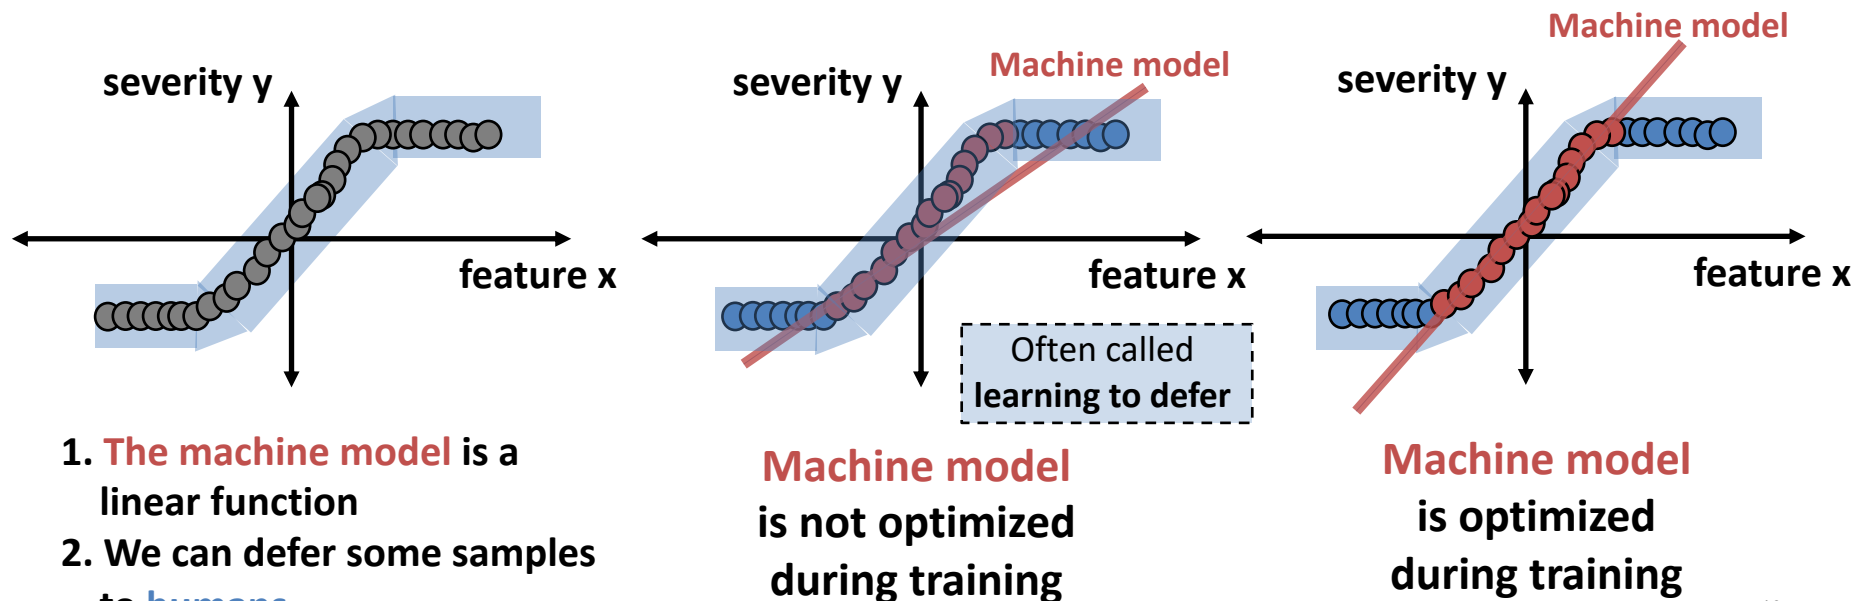 severity y
feature x
1. The machine model is a
linear function
2. We can defer some samples
to humans
Machine model
severity y
feature x
Often called
learning to defer
Machine model
is not optimized
during training
Machine model
severity y
feature x
Machine model
is optimized
during training